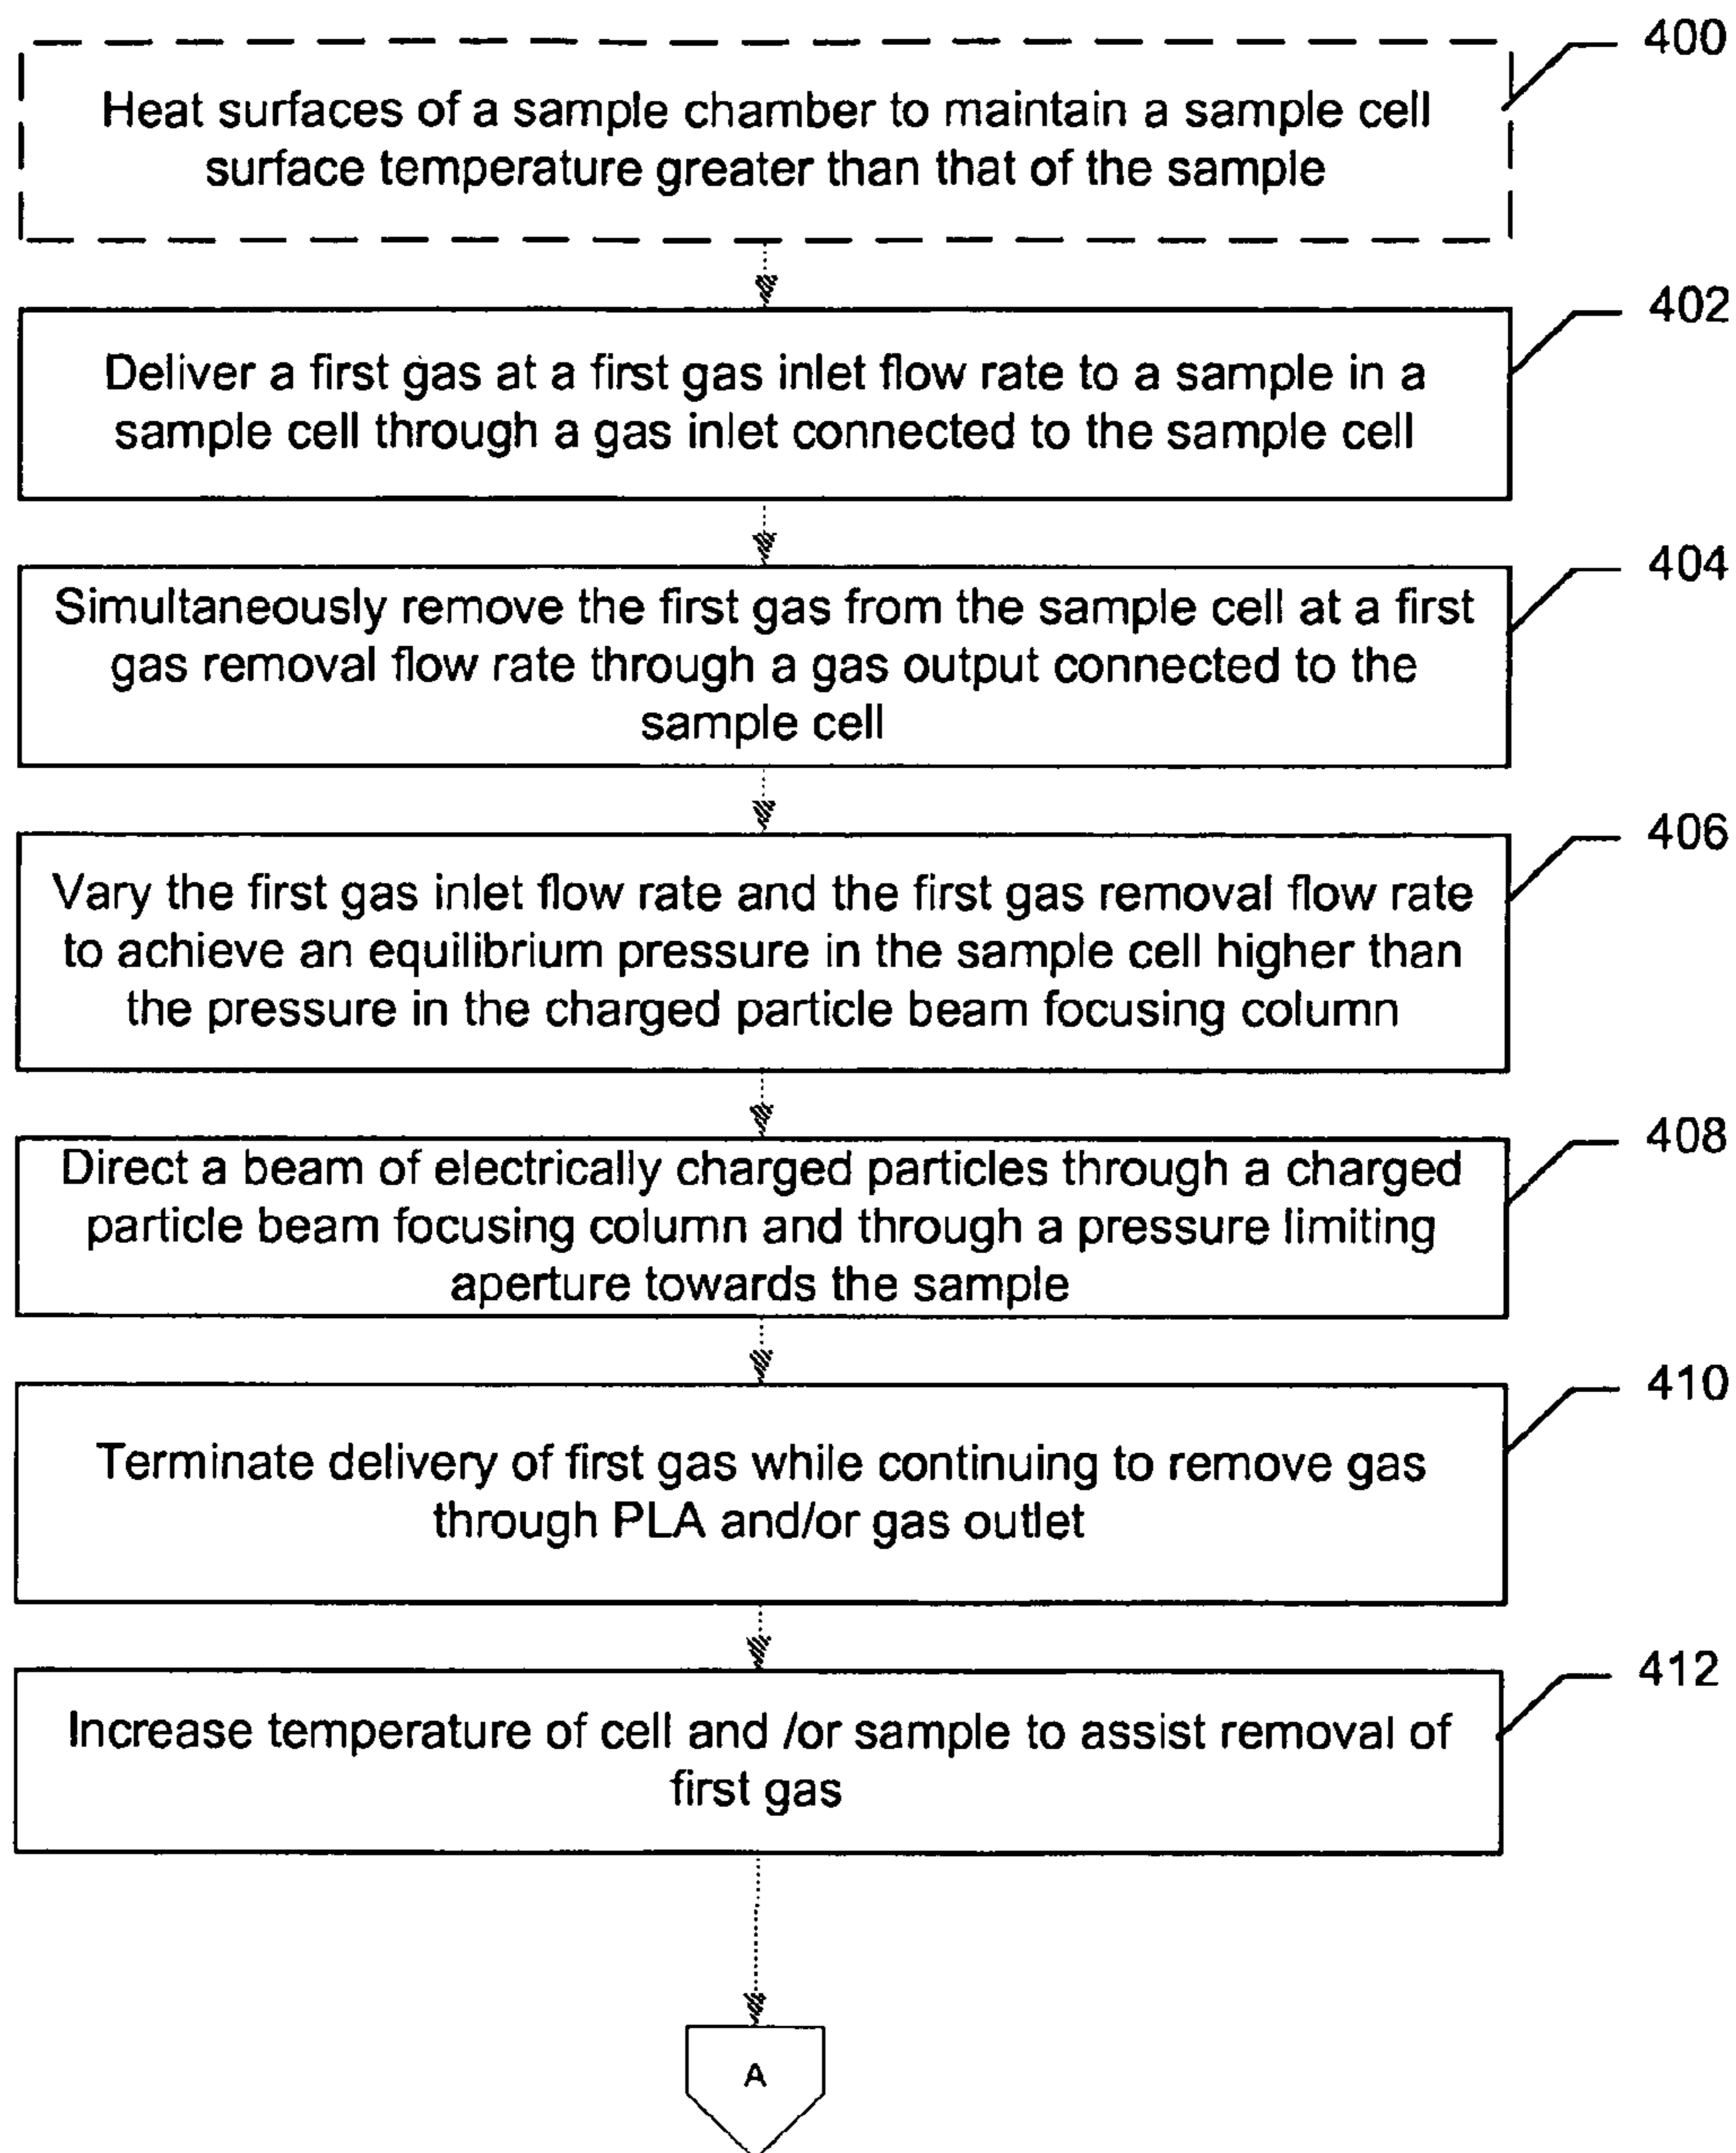 400
Heat surfaces of a sample chamber to maintain a sample cell
surface temperature greater than that of the sample
402
Deliver a first gas at a first gas inlet flow rate to a sample in a
sample cell through a gas inlet connected to the sample cell
404
Simultaneously remove the first gas from the sample cell at a first
gas removal flow rate through a gas output connected to the
sample cell
406
Vary the first gas inlet flow rate and the first gas removal flow rate
to achieve an equilibrium pressure in the sample cell higher than
the pressure in the charged particle beam focusing column
408
Direct a beam of electrically charged particles through a charged
particle beam focusing column and through a pressure limiting
aperture towards the sample
410
Terminate delivery of first gas while continuing to remove gas
through PLA and/or gas outlet
412
Increase temperature of cell and /or sample to assist removal of
first gas
A